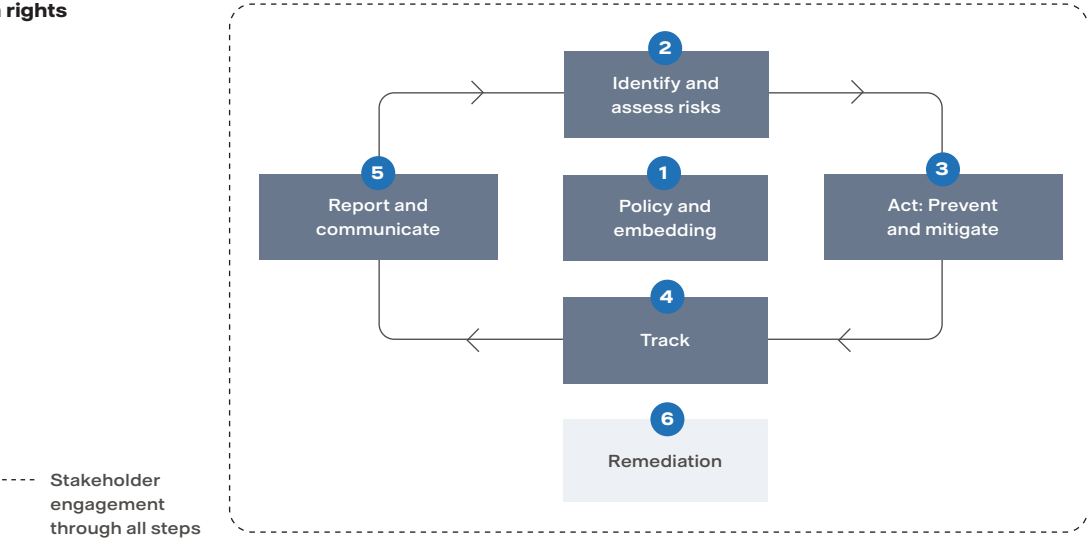 rights
2
Identify and
assess risks
5
Report and
communicate
1
Policy and
embedding
3
Act: Prevent
and mitigate
4
Track
6
Remediation
Stakeholder
engagement
through all steps